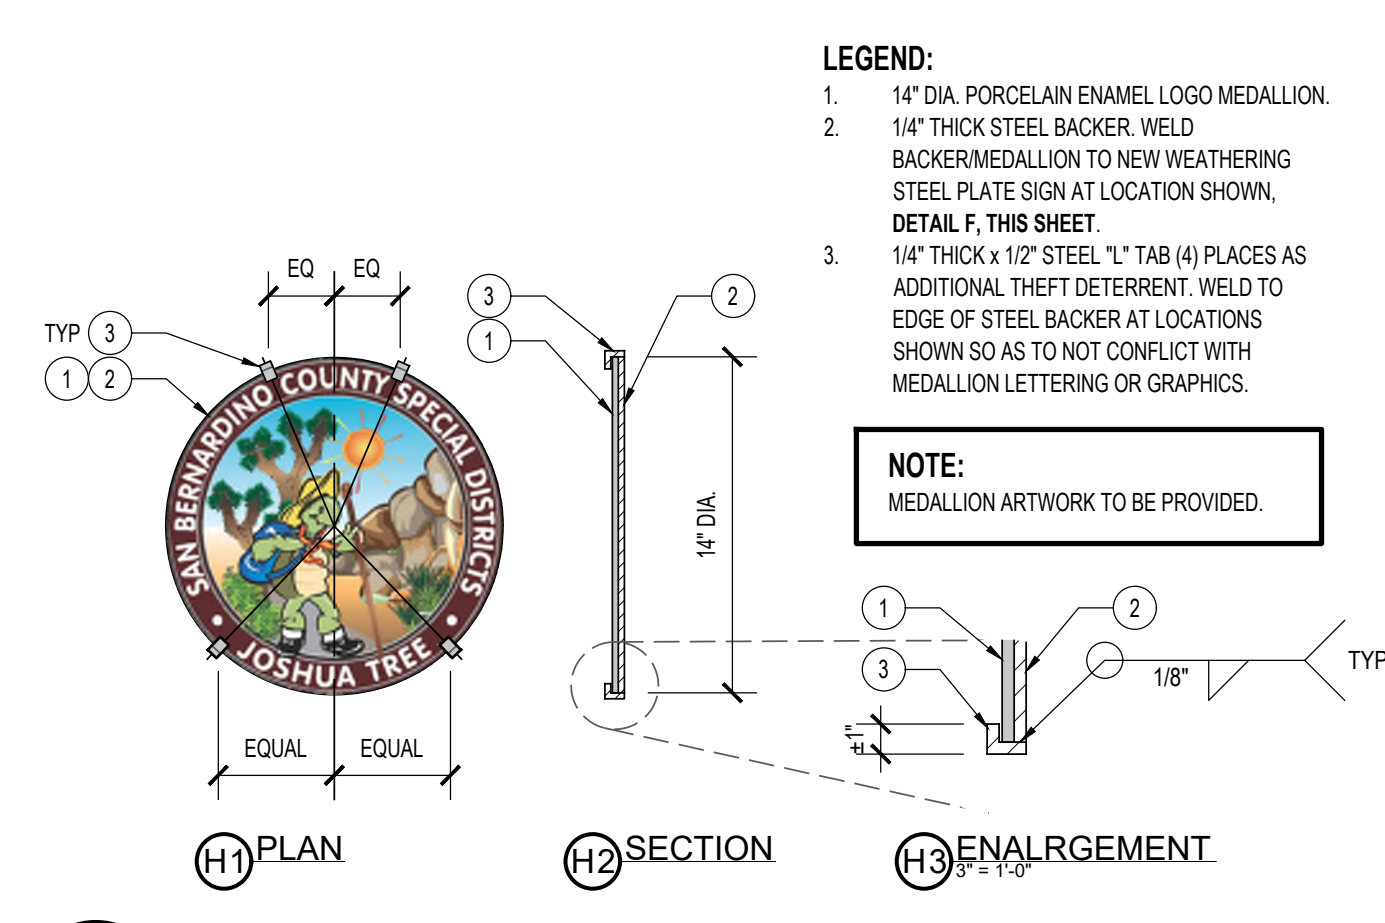 LEGEND:
1. 14" DIA. PORCELAIN ENAMEL LOGO MEDALLION.
2. 1/4" THICK STEEL BACKER. WELD
BACKER/MEDALLION TO NEW WEATHERING
STEEL PLATE SIGN AT LOCATION SHOWN,
DETAIL F, THIS SHEET.
3. 1/4" THICK x 1/2" STEEL "L" TAB (4) PLACES AS
ADDITIONAL THEFT DETERRENT. WELD TO
EDGE OF STEEL BACKER AT LOCATIONS
SHOWN SO AS TO NOT CONFLICT WITH
MEDALLION LETTERING OR GRAPHICS.
NOTE:
MEDALLION ARTWORK TO BE PROVIDED.
EQ EQ
TYP 3
1 2
SAN BERNARDINO COUNTY SPECIAL DISTRICTS
• JOSHUA TREE •
EQUAL EQUAL
H1 PLAN
3
1
2
14" DIA.
H2 SECTION
1
2
3
±1"
1/8"
TYP
H3 ENALRGEMENT
3" = 1'-0"